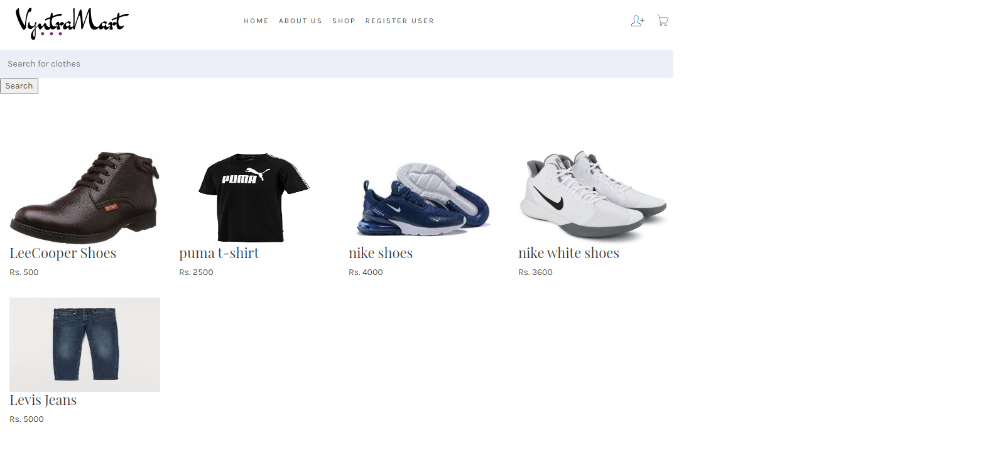 VyntraMart
HOME ABOUT US SHOP REGISTER USER
Search for clothes
Search
PUMA
LeeCooper Shoes
Rs. 500
puma t-shirt
Rs. 2500
nike shoes
Rs. 4000
nike white shoes
Rs. 3600
Levis Jeans
Rs. 5000